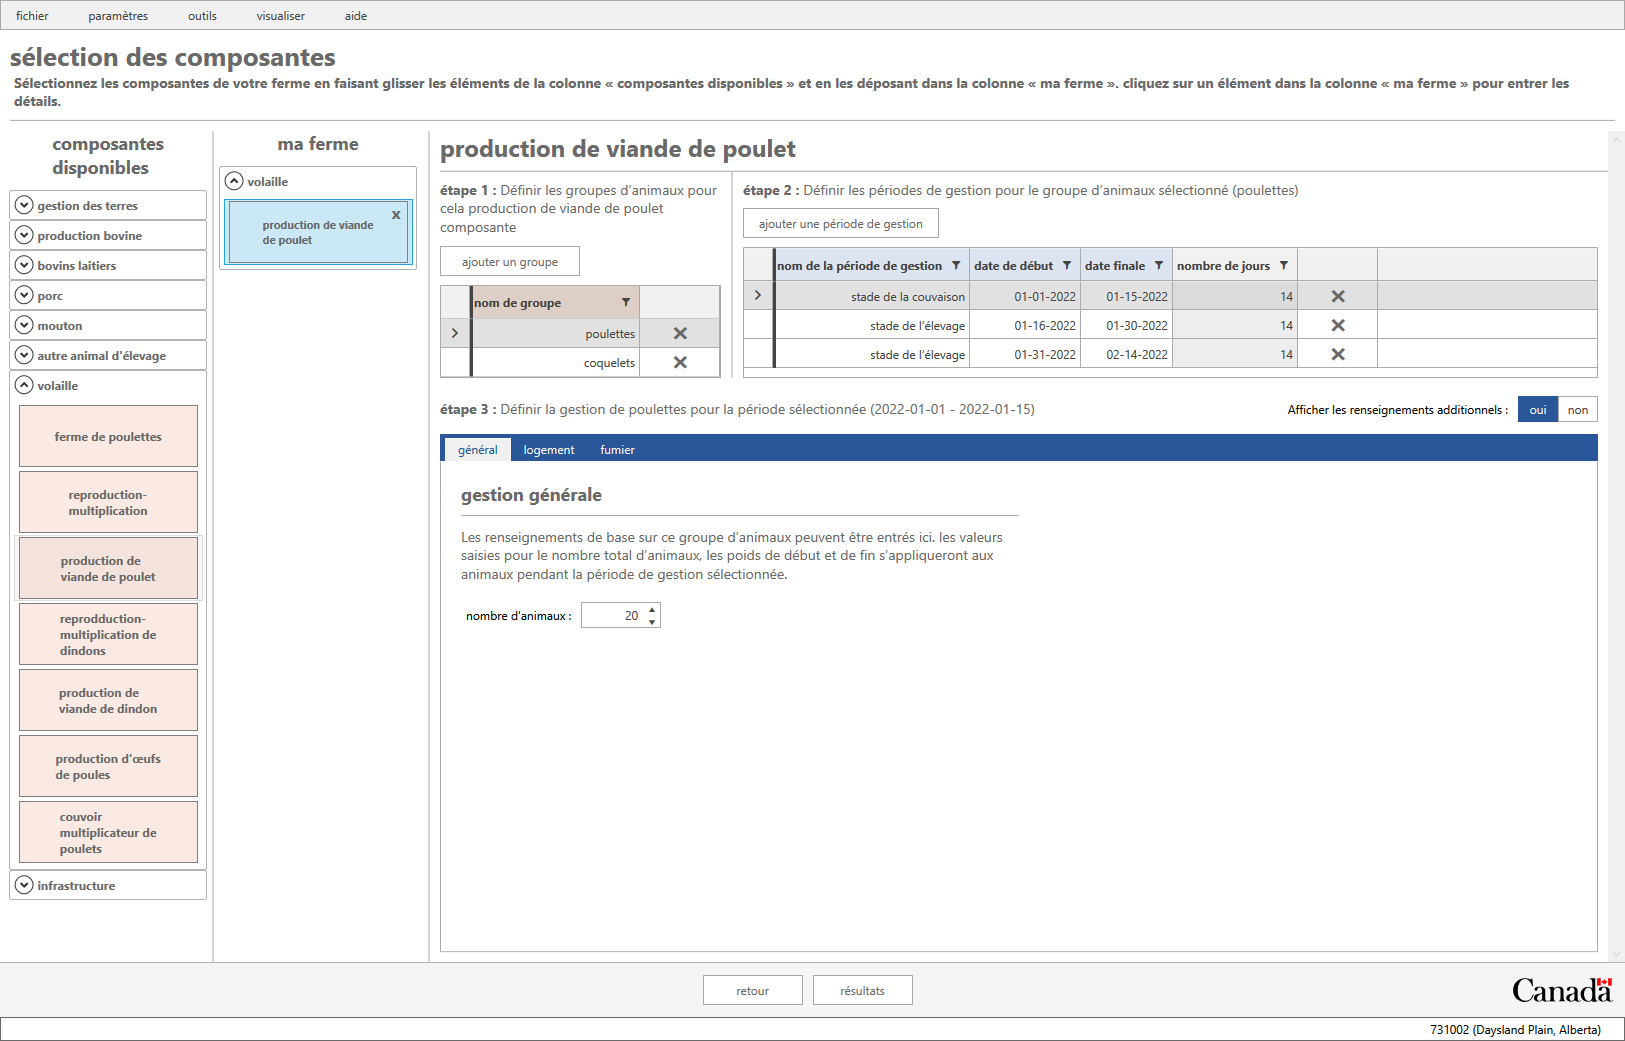 fichier paramètres outils visualiser aide
sélection des composantes
Sélectionnez les composantes de votre ferme en faisant glisser les éléments de la colonne « composantes disponibles » et en les déposant dans la colonne « ma ferme ». cliquez sur un élément dans la colonne « ma ferme » pour entrer les
détails.
composantes
disponibles
gestion des terres
production bovine
bovins laitiers
porc
mouton
autre animal d'élevage
volaille
ferme de poulettes
reproduction-
multiplication
production de
viande de poulet
reprodduction-
multiplication de
dindons
production de
viande de dindon
production d'œufs
de poules
couvoir
multiplicateur de
poulets
infrastructure
ma ferme
volaille
production de viande
de poulet
x
production de viande de poulet
étape 1 : Définir les groupes d’animaux pour
cela production de viande de poulet
composante
ajouter un groupe
nom de groupe
poulettes
coquelets
étape 2 : Définir les périodes de gestion pour le groupe d’animaux sélectionné (poulettes)
ajouter une période de gestion
nom de la période de gestion date de début date finale nombre de jours
stade de la couvaison 01-01-2022 01-15-2022 14
stade de l’élevage 01-16-2022 01-30-2022 14
stade de l’élevage 01-31-2022 02-14-2022 14
étape 3 : Définir la gestion de poulettes pour la période sélectionnée (2022-01-01 - 2022-01-15)
Afficher les renseignements additionnels : oui non
général logement fumier
gestion générale
Les renseignements de base sur ce groupe d’animaux peuvent être entrés ici. les valeurs
saisies pour le nombre total d’animaux, les poids de début et de fin s’appliqueront aux
animaux pendant la période de gestion sélectionnée.
nombre d'animaux : 20
retour résultats
Canada
731002 (Daysland Plain, Alberta)